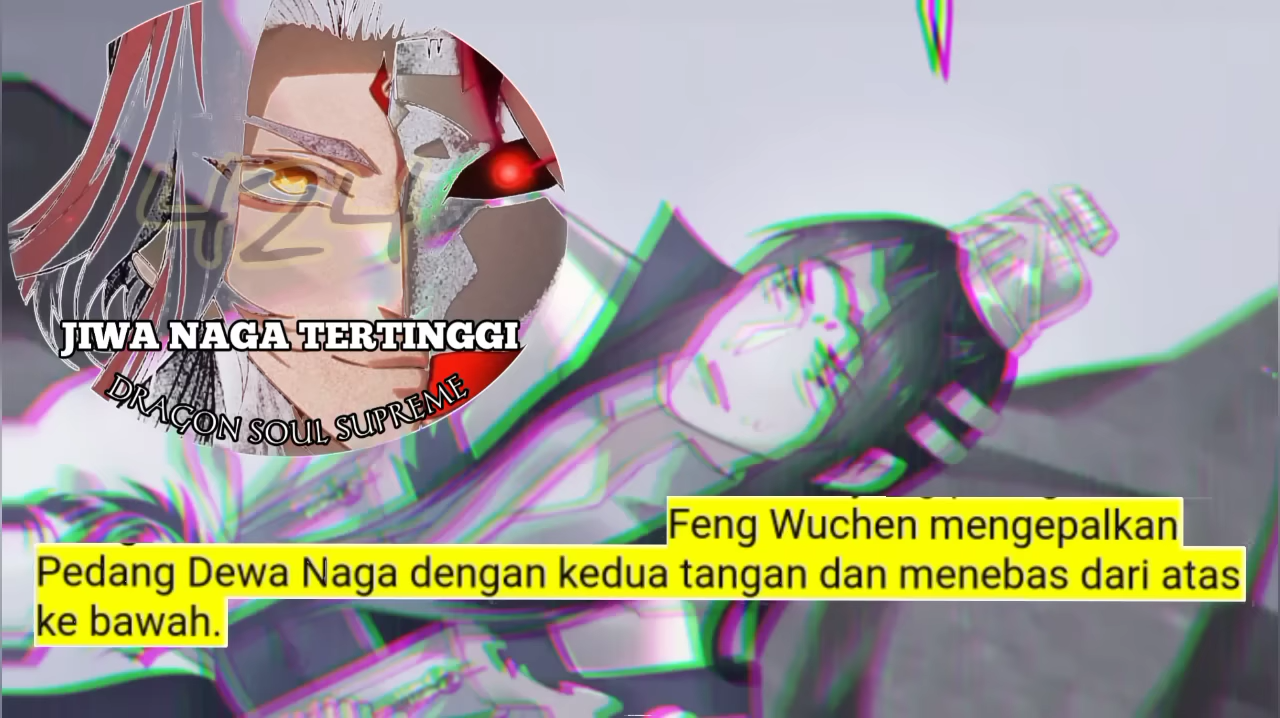 424
JIWA NAGA TERTINGGI
DRAGON SOUL SUPREME
Feng Wuchen mengepalkan
Pedang Dewa Naga dengan kedua tangan dan menebas dari atas
ke bawah.